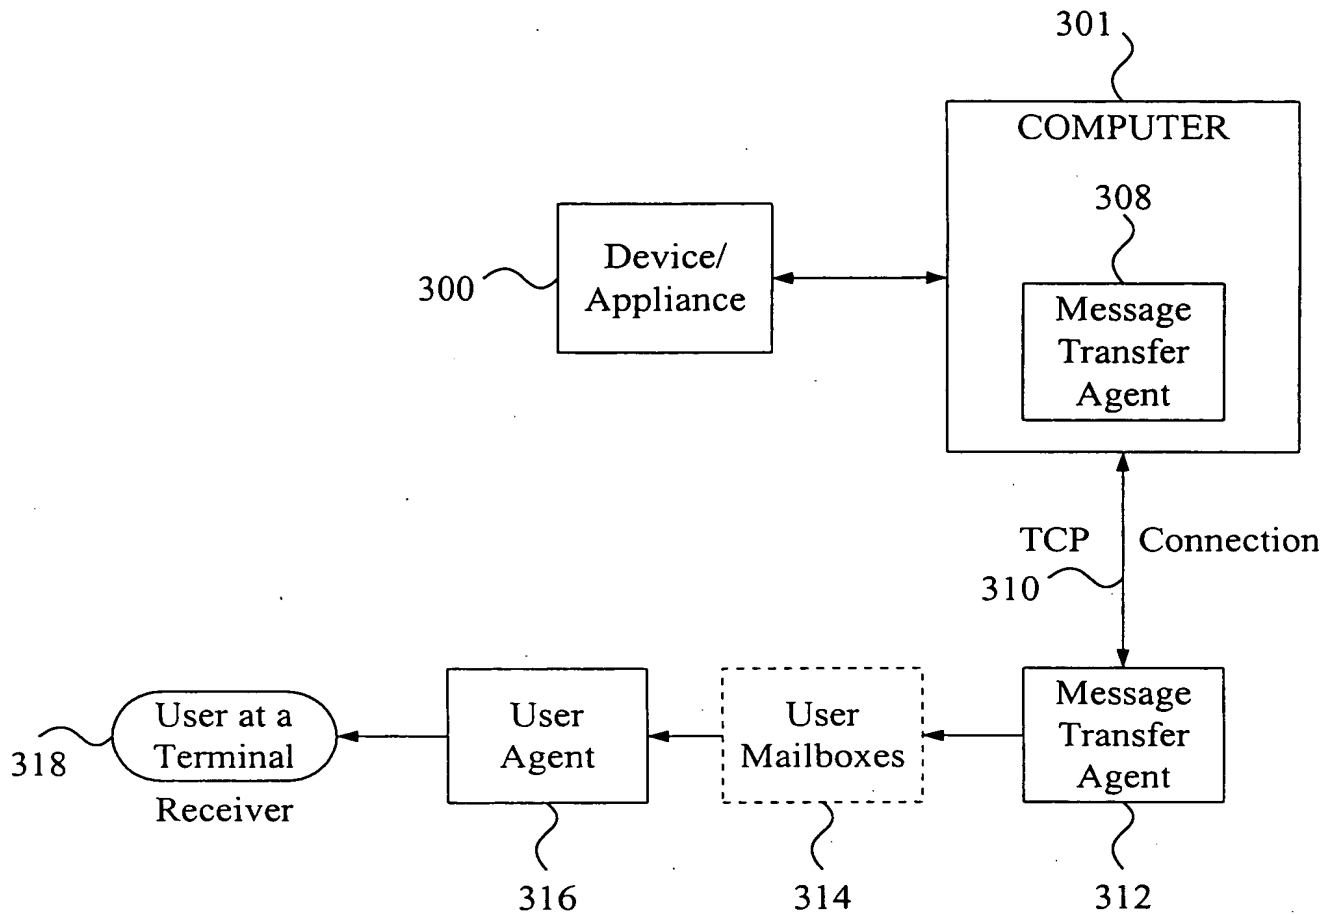 301
COMPUTER
308
Message
Transfer
Agent
Device/
Appliance
300
TCP Connection
310
Message
Transfer
Agent
312
User
Mailboxes
314
User
Agent
316
User at a
Terminal
318
Receiver